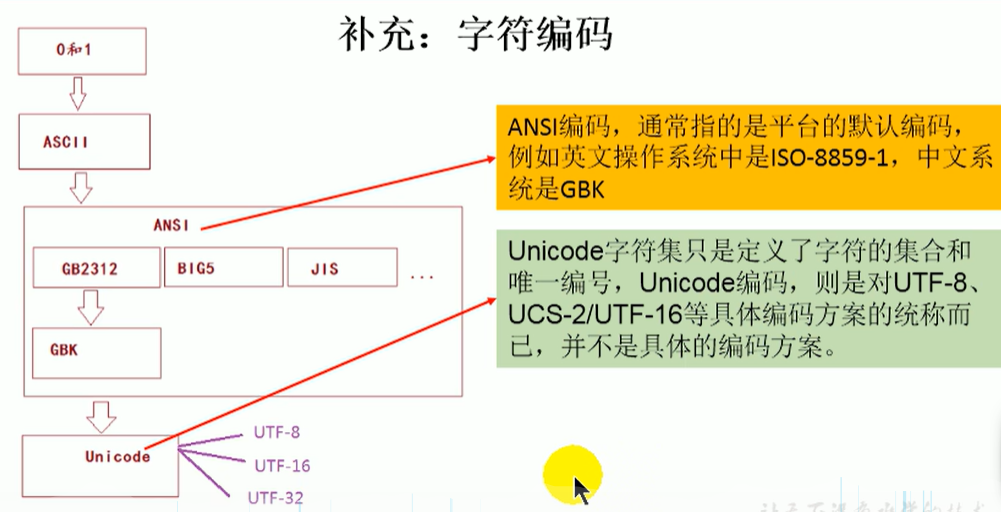 补充：字符编码
0和1
ASCII
ANSI
GB2312
BIG5
JIS
...
GBK
Unicode
UTF-8
UTF-16
UTF-32
ANSI编码，通常指的是平台的默认编码，
例如英文操作系统中是ISO-8859-1，中文系
统是GBK
Unicode字符集只是定义了字符的集合和
唯一编号，Unicode编码，则是对UTF-8、
UCS-2/UTF-16等具体编码方案的统称而
已，并不是具体的编码方案。